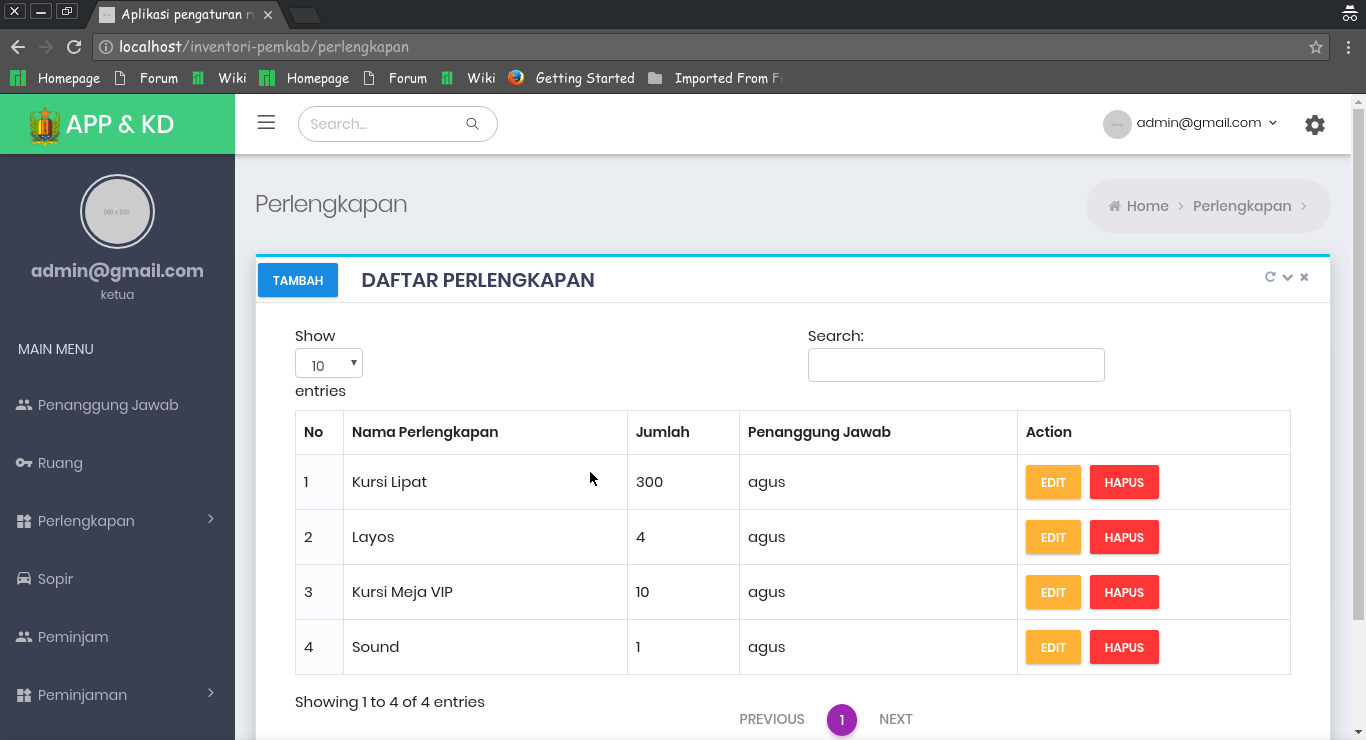 Aplikasi pengaturan r
localhost/inventori-pemkab/perlengkapan
Homepage Forum Wiki Homepage Forum Wiki Getting Started Imported From Fi
APP & KD
Search...
admin@gmail.com
200 x 200
admin@gmail.com
ketua
MAIN MENU
Penanggung Jawab
Ruang
Perlengkapan
Sopir
Peminjam
Peminjaman
Perlengkapan
Home > Perlengkapan >
TAMBAH DAFTAR PERLENGKAPAN
Show
10
entries
Search:
No Nama Perlengkapan Jumlah Penanggung Jawab Action
1 Kursi Lipat 300 agus EDIT HAPUS
2 Layos 4 agus EDIT HAPUS
3 Kursi Meja VIP 10 agus EDIT HAPUS
4 Sound 1 agus EDIT HAPUS
Showing 1 to 4 of 4 entries
PREVIOUS 1 NEXT